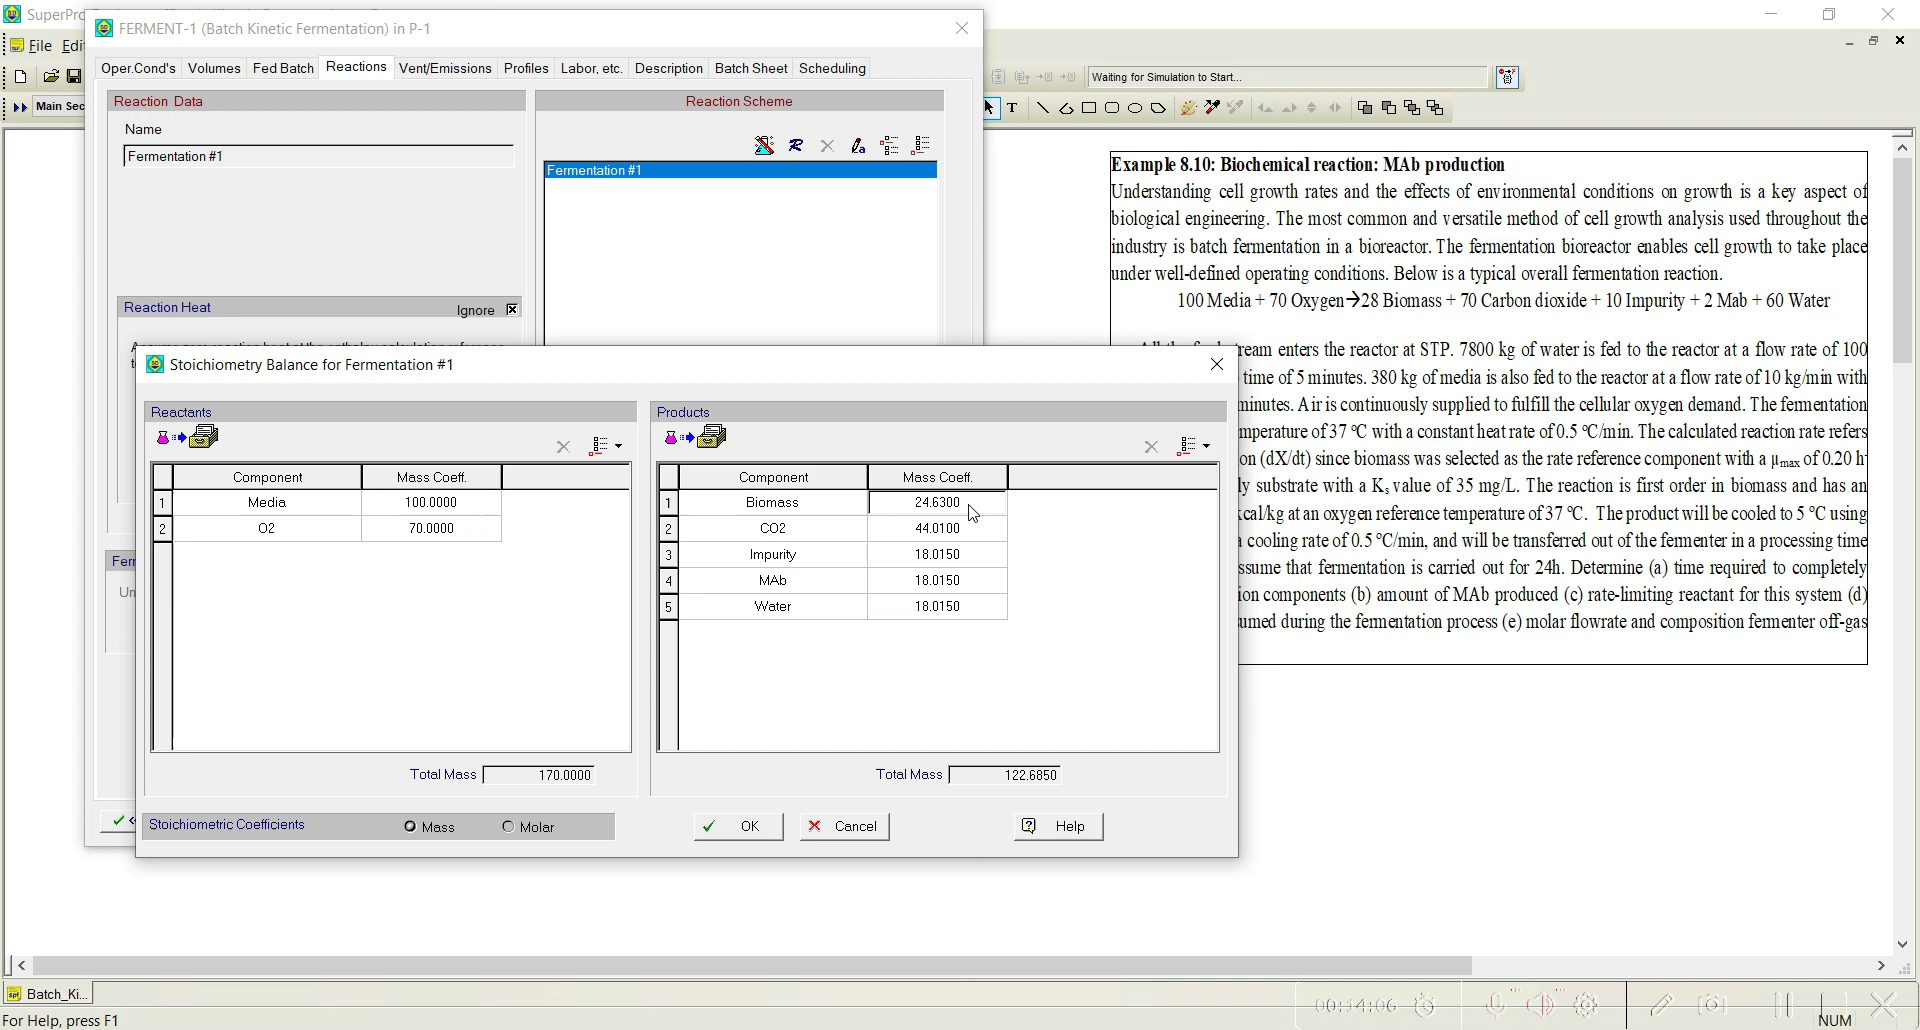 SuperPro
FERMENT-1 (Batch Kinetic Fermentation) in P-1
File Edi
Oper.Cond's Volumes Fed Batch Reactions Vent/Emissions Profiles Labor, etc. Description Batch Sheet Scheduling
Waiting for Simulation to Start...
Main Sec
T
Reaction Data
Reaction Scheme
Name
Fermentation #1
Fermentation #1
Reaction Heat
Ignore
Example 8.10: Biochemical reaction: MAb production
Understanding cell growth rates and the effects of environmental conditions on growth is a key aspect of
biological engineering. The most common and versatile method of cell growth analysis used throughout the
industry is batch fermentation in a bioreactor. The fermentation bioreactor enables cell growth to take place
under well-defined operating conditions. Below is a typical overall fermentation reaction.
100 Media + 70 Oxygen→28 Biomass + 70 Carbon dioxide + 10 Impurity + 2 Mab + 60 Water
ream enters the reactor at STP. 7800 kg of water is fed to the reactor at a flow rate of 100
time of 5 minutes. 380 kg of media is also fed to the reactor at a flow rate of 10 kg/min with
minutes. Air is continuously supplied to fulfill the cellular oxygen demand. The fermentation
mperature of 37 °C with a constant heat rate of 0.5 °C/min. The calculated reaction rate refers
on (dX/dt) since biomass was selected as the rate reference component with a μmax of 0.20 h
ly substrate with a Ks value of 35 mg/L. The reaction is first order in biomass and has an
kcal/kg at an oxygen reference temperature of 37 °C. The product will be cooled to 5 °C using
a cooling rate of 0.5 °C/min, and will be transferred out of the fermenter in a processing time
ssume that fermentation is carried out for 24h. Determine (a) time required to completely
ion components (b) amount of MAb produced (c) rate-limiting reactant for this system (d)
umed during the fermentation process (e) molar flowrate and composition fermenter off-gas
Stoichiometry Balance for Fermentation #1
Reactants
Products
Component Mass Coeff.
1 Media 100.0000
2 O2 70.0000
Total Mass 170.0000
Component Mass Coeff.
1 Biomass 24.6300
2 CO2 44.0100
3 Impurity 18.0150
4 MAb 18.0150
5 Water 18.0150
Total Mass 122.6850
Fer
Un
Stoichiometric Coefficients Mass Molar
OK Cancel Help
Batch_Ki...
00:14:06
For Help, press F1
NUM